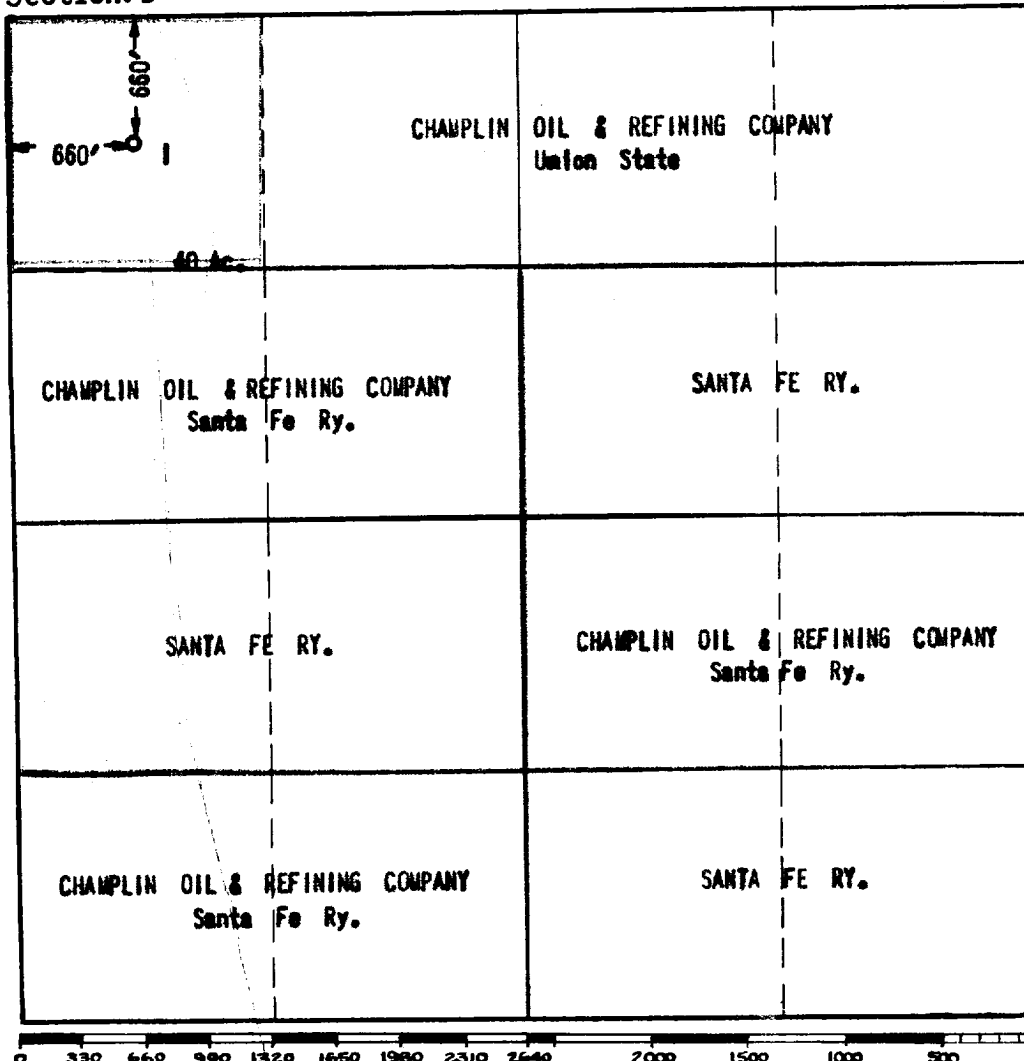 660'
660'
1
CHAMPLIN OIL & REFINING COMPANY
Union State
40 Ac.
CHAMPLIN OIL & REFINING COMPANY
Santa Fe Ry.
SANTA FE RY.
SANTA FE RY.
CHAMPLIN OIL & REFINING COMPANY
Santa Fe Ry.
CHAMPLIN OIL & REFINING COMPANY
Santa Fe Ry.
SANTA FE RY.
0 330 660 990 1320 1650 1980 2310 2640 2000 1500 1000 500